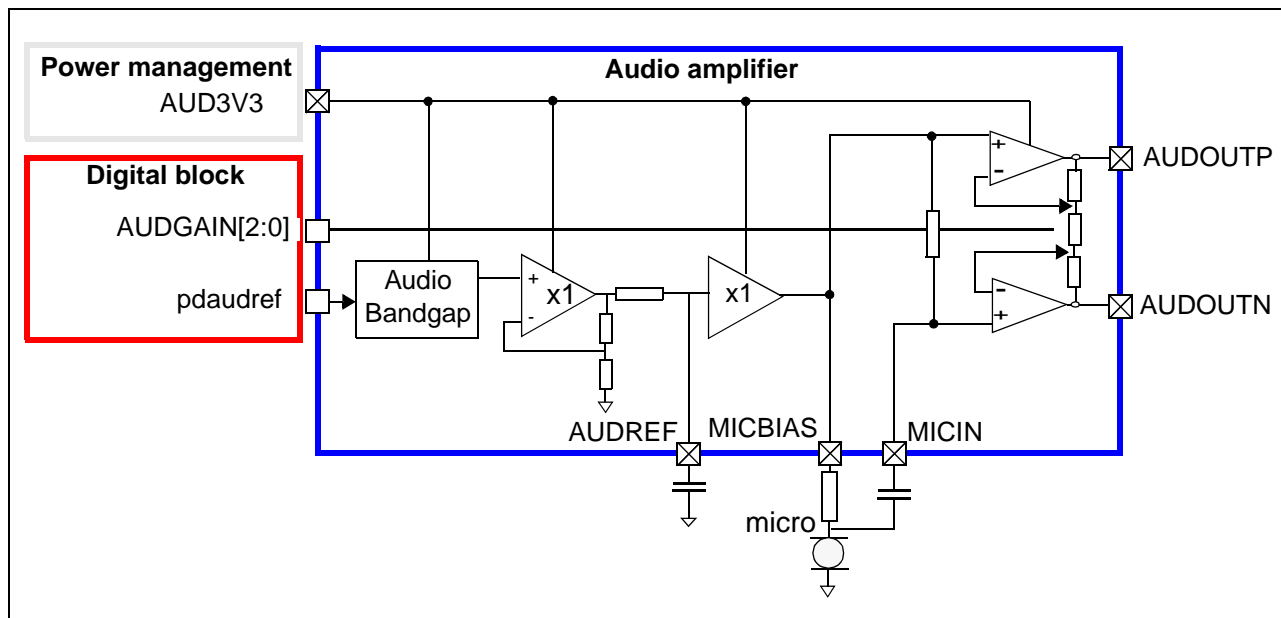 Power management
AUD3V3
Audio amplifier
Digital block
AUDGAIN[2:0]
pdaudref
Audio
Bandgap
+
-
x1
x1
+
-
-
+
AUDOUTP
AUDOUTN
AUDREF
MICBIAS
MICIN
micro